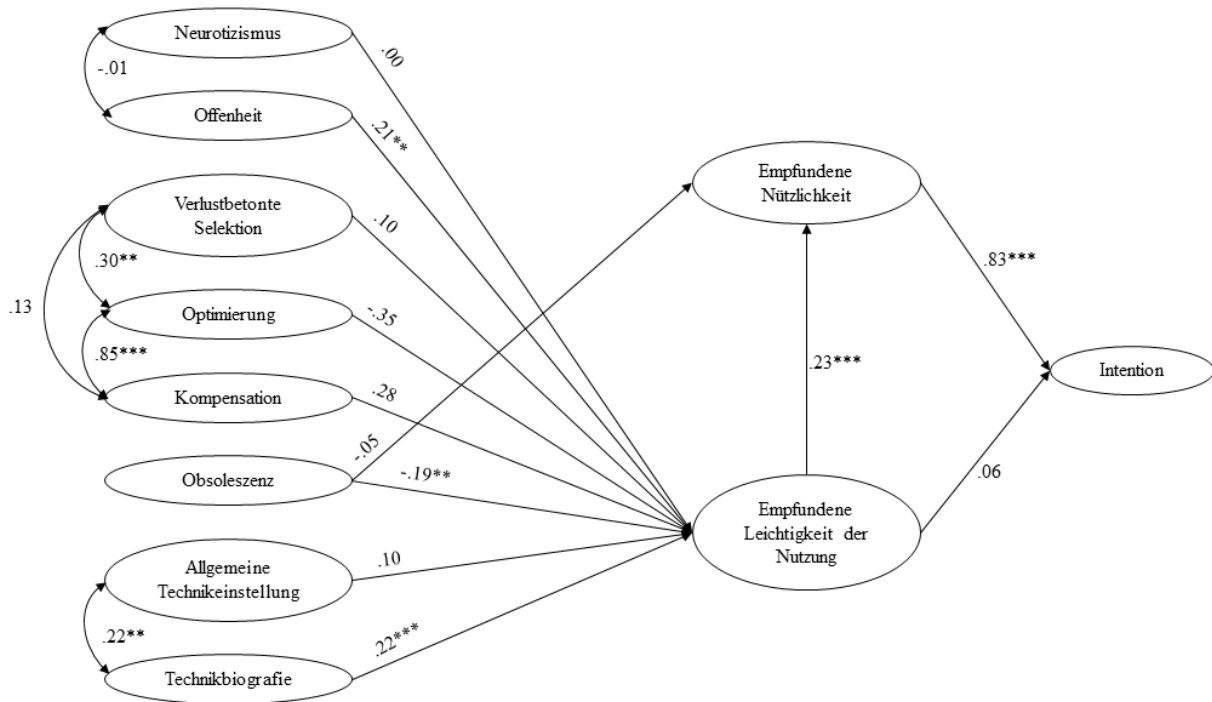 Neurotizismus
.00
-.01
Offenheit
.21**
Verlustbetonte
Selektion
.10
.30**
.13
Optimierung
-.35
.85***
Kompensation
.28
Obsoleszenz
-.05
-.19**
Allgemeine
Technikeinstellung
.10
.22**
Technikbiografie
.22***
Empfundene
Nützlichkeit
.83***
.23***
Empfundene
Leichtigkeit der
Nutzung
.06
Intention